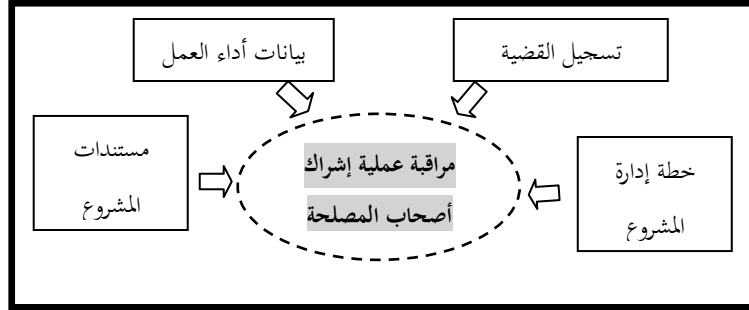 تسجيل القضية
بيانات أداء العمل
خطة إدارة
المشروع
مراقبة عملية إشراك
أصحاب المصلحة
مستندات
المشروع